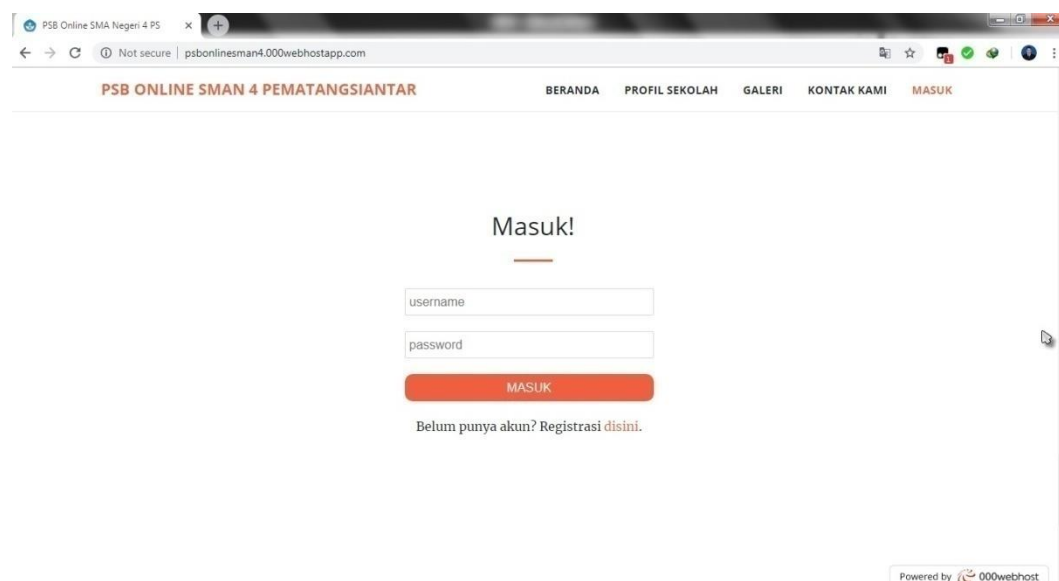 PSB Online SMA Negeri 4 PS
Not secure | psbonlinesman4.000webhostapp.com
1
PSB ONLINE SMAN 4 PEMATANGSIANTAR BERANDA PROFIL SEKOLAH GALERI KONTAK KAMI MASUK
Masuk!
username
password
MASUK
Belum punya akun? Registrasi disini.
Powered by 000webhost